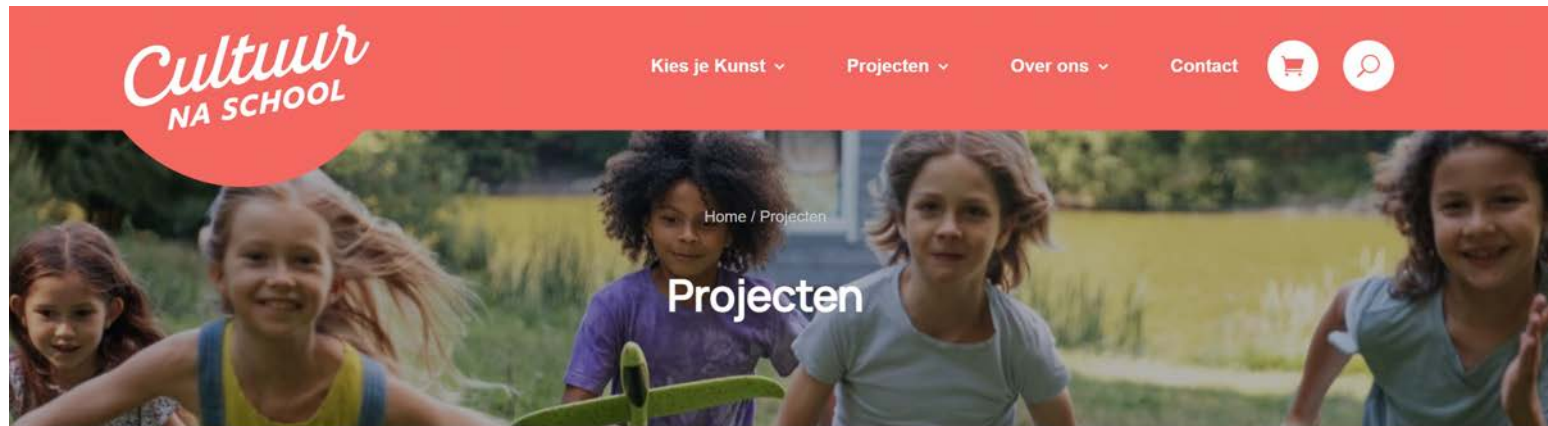 Cultuur
NA SCHOOL
Kies je Kunst
Projecten
Over ons
Contact
Home / Projecten
Projecten